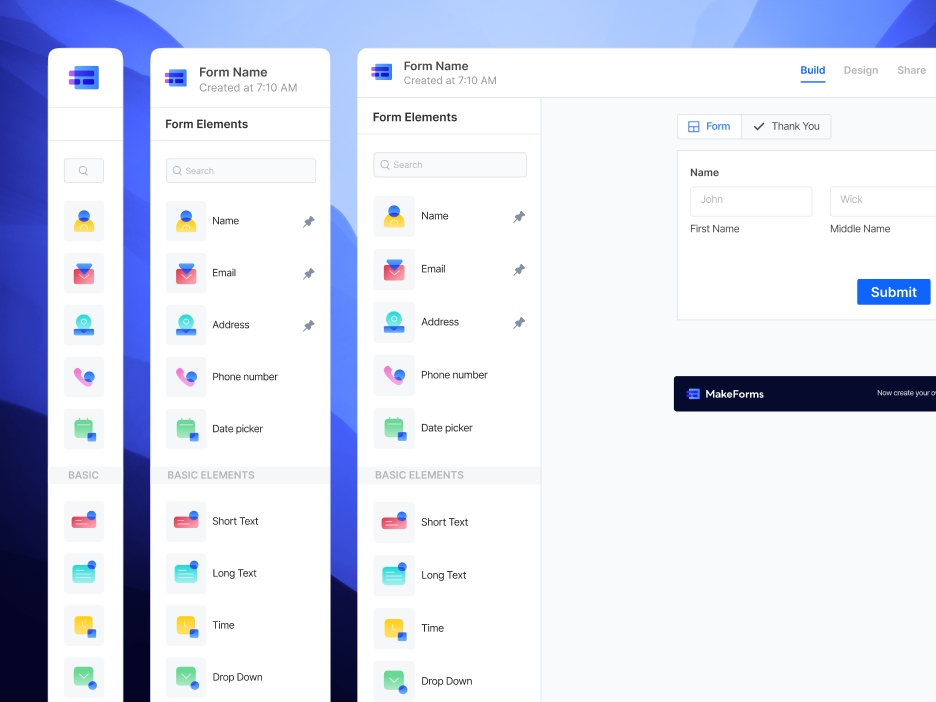 BASIC
Form Name
Created at 7:10 AM
Form Elements
Search
Name
Email
Address
Phone number
Date picker
BASIC ELEMENTS
Short Text
Long Text
Time
Drop Down
Form Name
Created at 7:10 AM
Build Design Share
Form Elements
Search
Name
Email
Address
Phone number
Date picker
BASIC ELEMENTS
Short Text
Long Text
Time
Drop Down
Form Thank You
Name
John Wick
First Name Middle Name
Submit
MakeForms Now create your